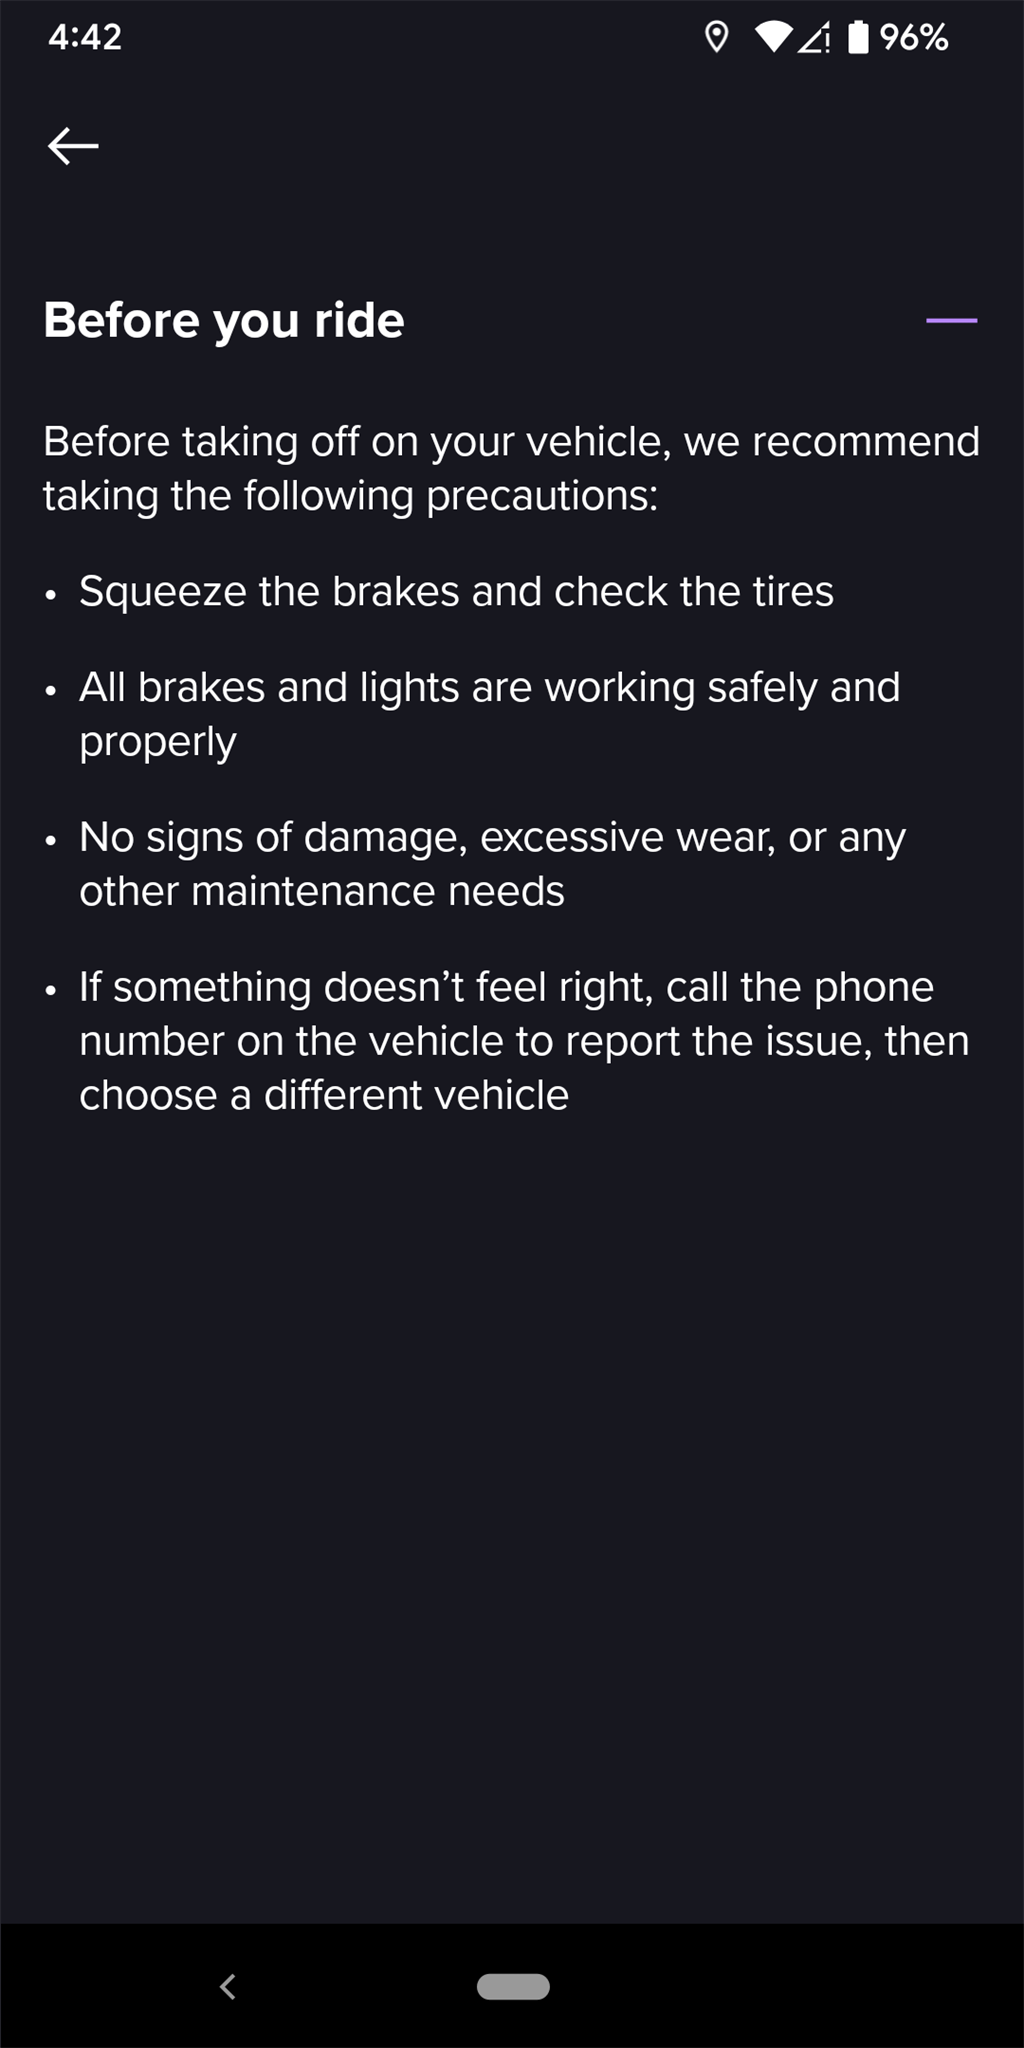 4:42
96%
Before you ride
Before taking off on your vehicle, we recommend
taking the following precautions:
• Squeeze the brakes and check the tires
• All brakes and lights are working safely and
properly
• No signs of damage, excessive wear, or any
other maintenance needs
• If something doesn’t feel right, call the phone
number on the vehicle to report the issue, then
choose a different vehicle